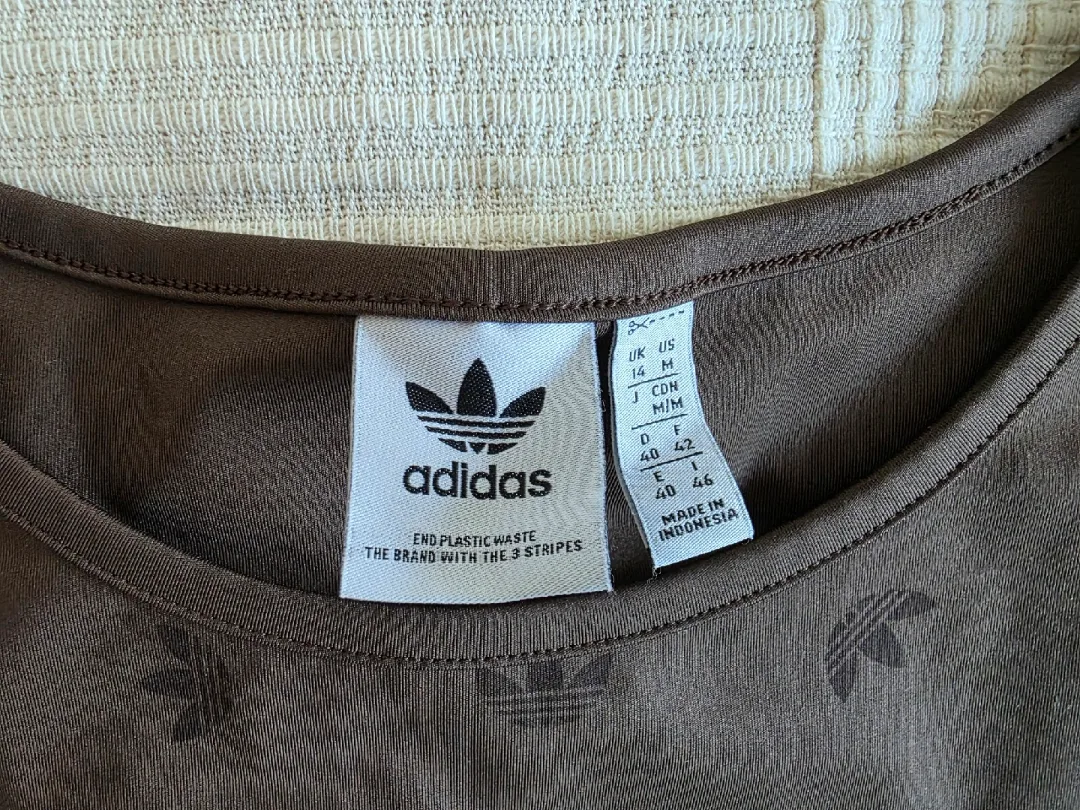 adidas
END PLASTIC WASTE
THE BRAND WITH THE 3 STRIPES
UK US
14 M
J CDN
M/M
D F
40 42
E I
40 46
MADE IN
INDONESIA